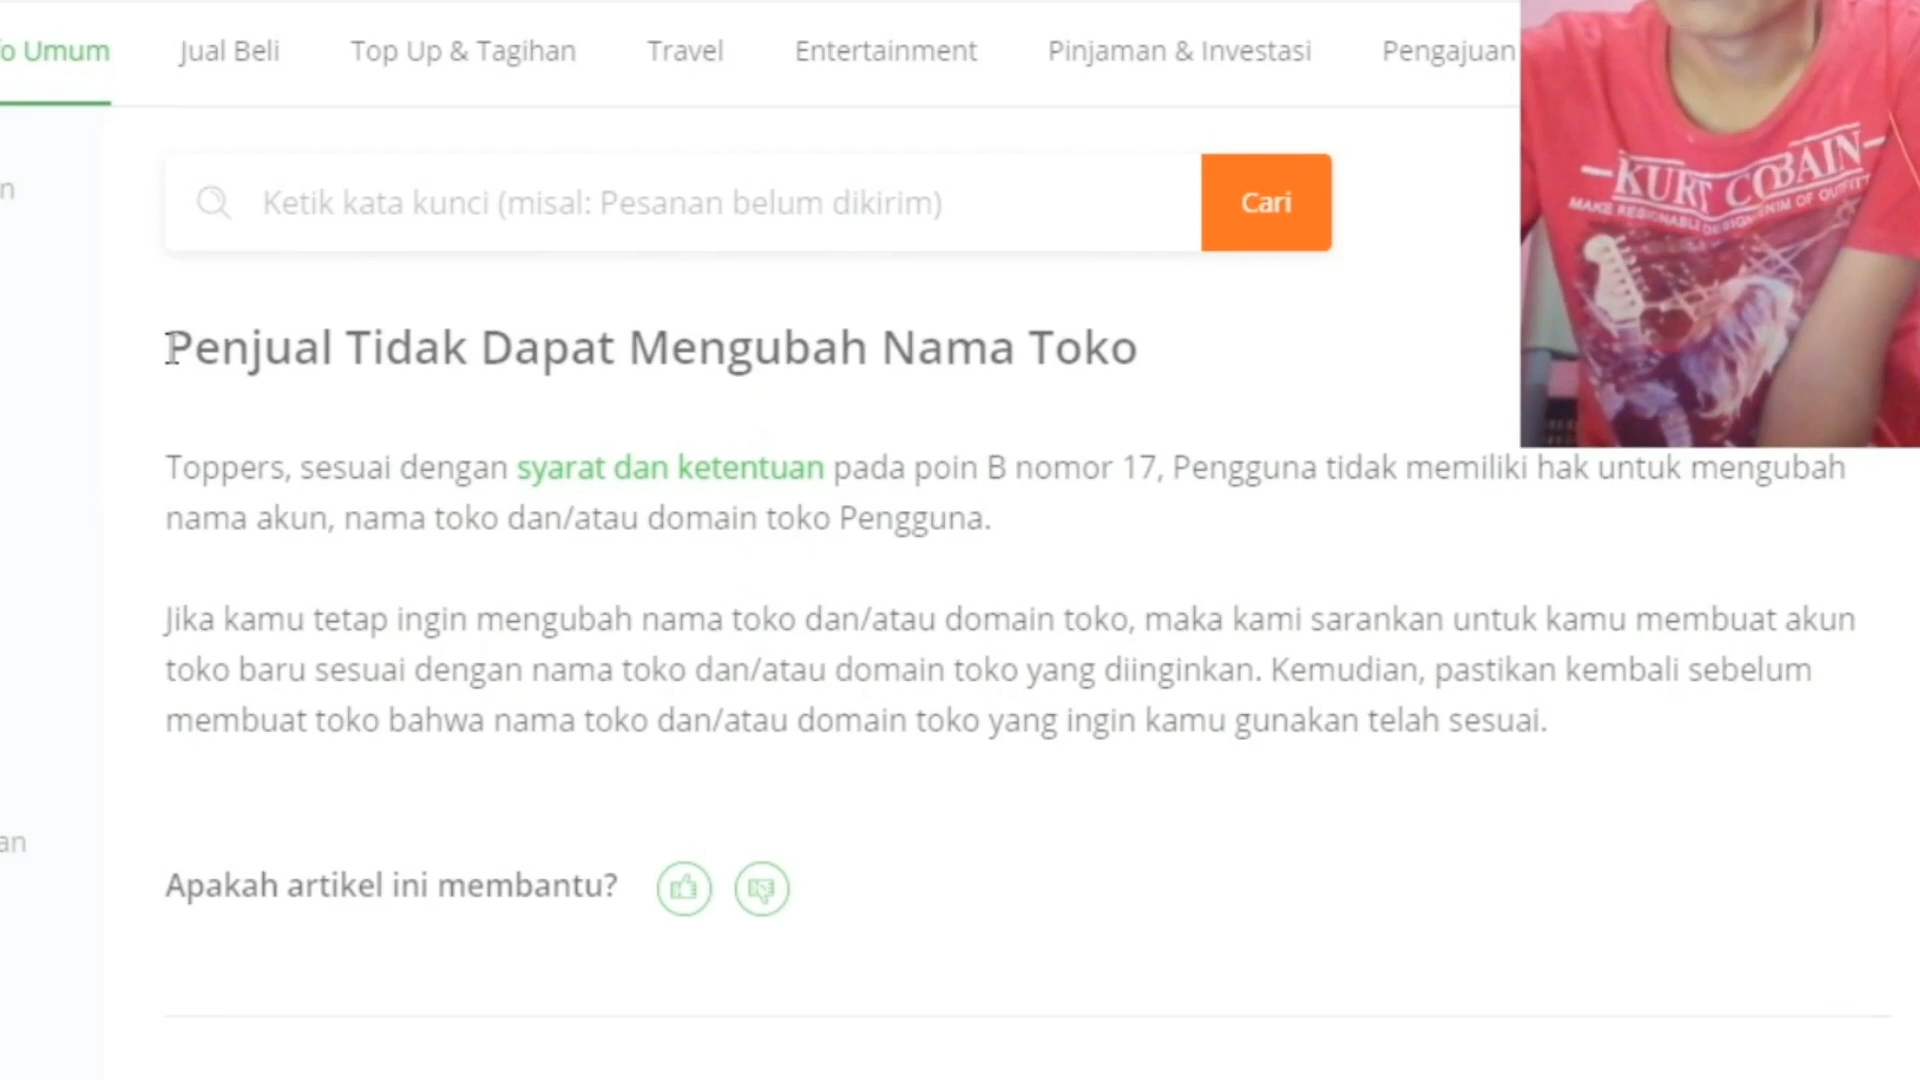 o Umum Jual Beli Top Up & Tagihan Travel Entertainment Pinjaman & Investasi Pengajuan
n
Ketik kata kunci (misal: Pesanan belum dikirim) Cari
KURT COBAIN
Penjual Tidak Dapat Mengubah Nama Toko
Toppers, sesuai dengan syarat dan ketentuan pada poin B nomor 17, Pengguna tidak memiliki hak untuk mengubah
nama akun, nama toko dan/atau domain toko Pengguna.
Jika kamu tetap ingin mengubah nama toko dan/atau domain toko, maka kami sarankan untuk kamu membuat akun
toko baru sesuai dengan nama toko dan/atau domain toko yang diinginkan. Kemudian, pastikan kembali sebelum
membuat toko bahwa nama toko dan/atau domain toko yang ingin kamu gunakan telah sesuai.
an
Apakah artikel ini membantu?